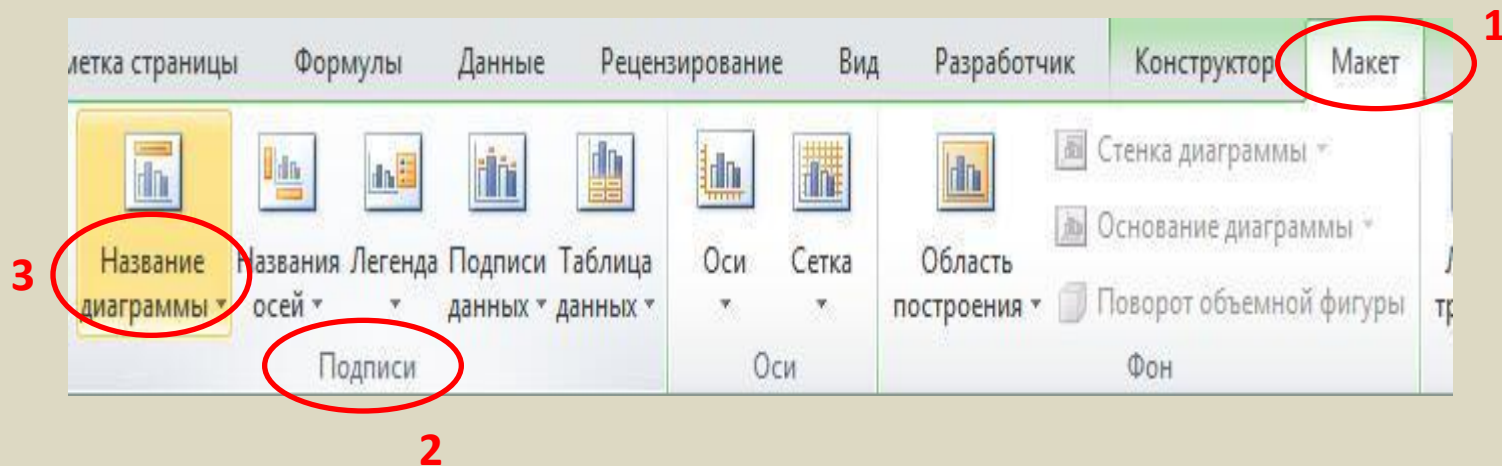 1
метка страницы Формулы Данные Рецензирование Вид Разработчик Конструктор Макет
Стенка диаграммы
Основание диаграммы
Поворот объемной фигуры
3
Название диаграммы
Названия осей
Легенда
Подписи данных
Таблица данных
Оси
Сетка
Область построения
Подписи
Оси
Фон
2